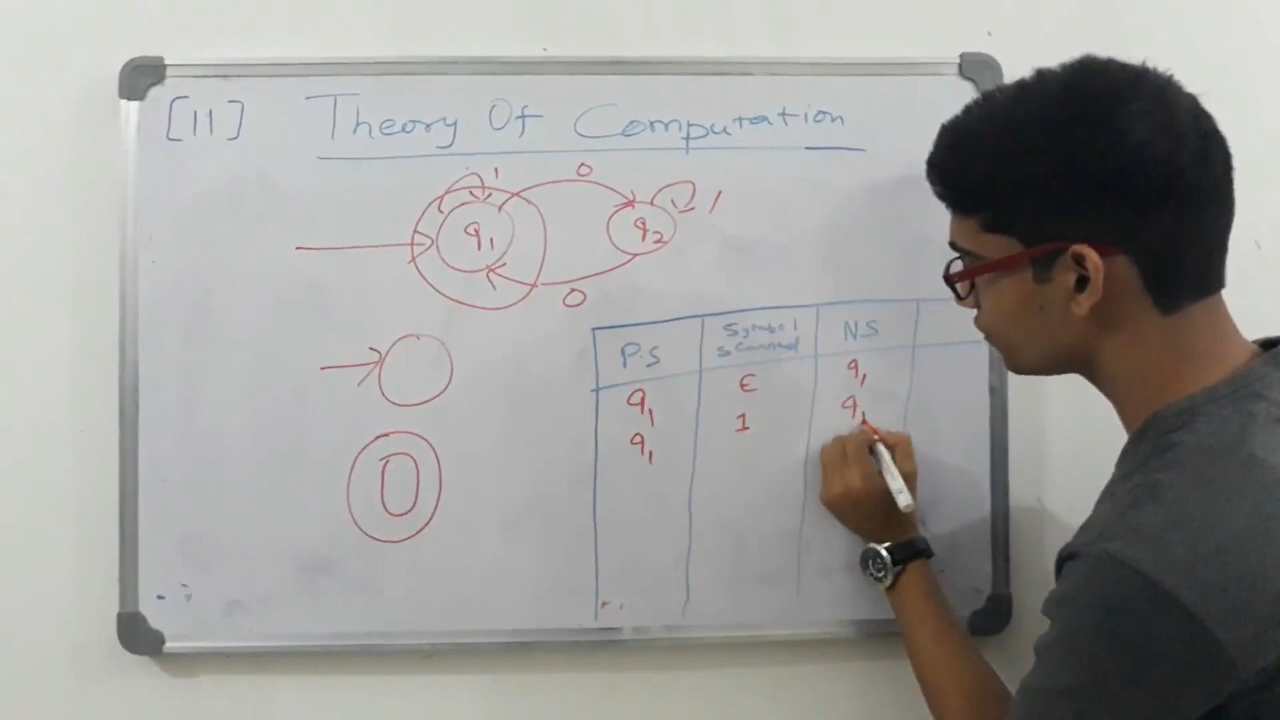 [11] Theory Of Computation
1 0
q1 q2 1
0
P.S Symbol scanned N.S
q1 ε q1
q1 1 q1